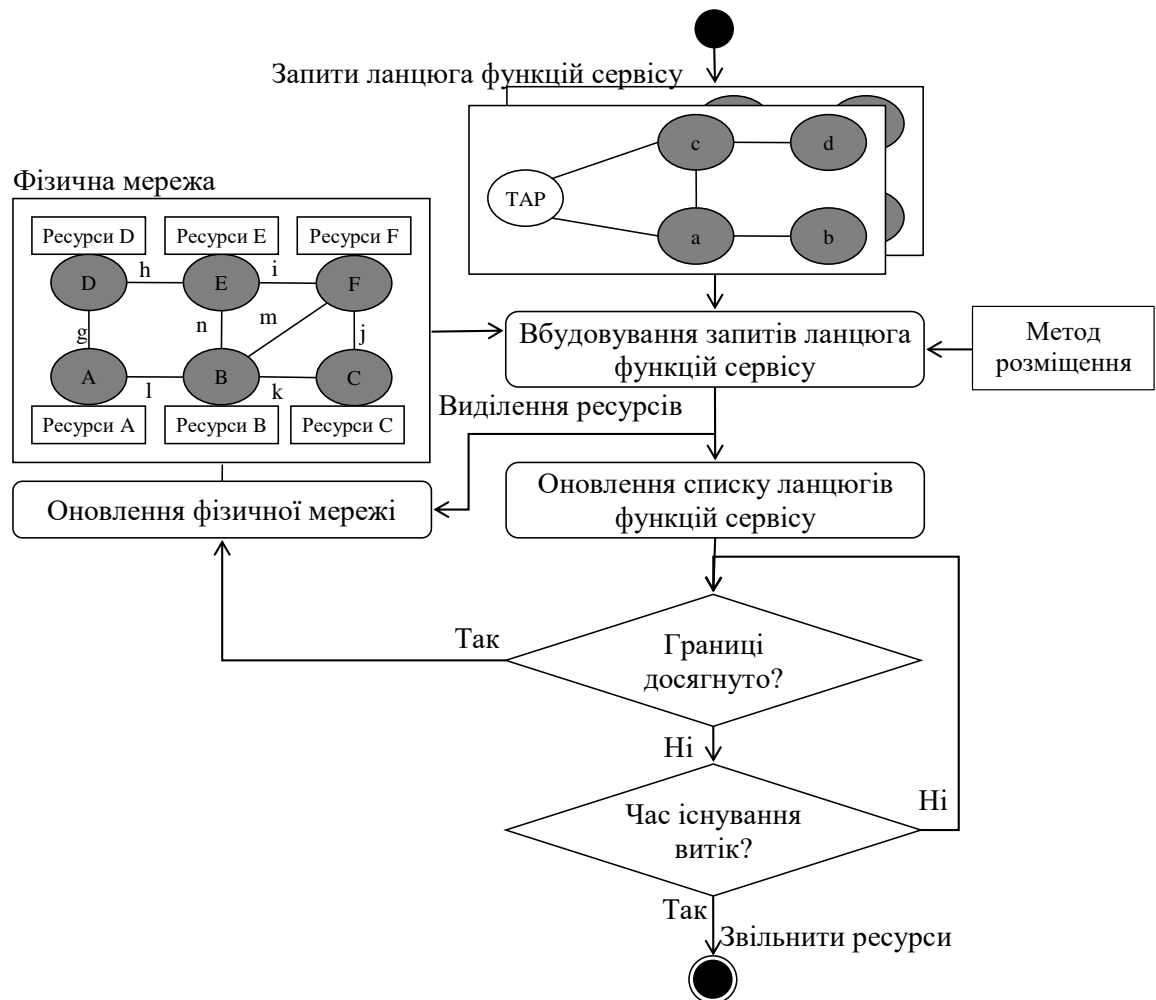 Запити ланцюга функцій сервісу
c
d
TAP
a
b
Фізична мережа
Ресурси D
Ресурси E
Ресурси F
D
h
E
i
F
g
n
m
j
A
l
B
k
C
Ресурси A
Ресурси B
Ресурси C
Вбудовування запитів ланцюга
функцій сервісу
Метод
розміщення
Виділення ресурсів
Оновлення фізичної мережі
Оновлення списку ланцюгів
функцій сервісу
Так
Границі
досягнуто?
Ні
Час існування
витік?
Ні
Так
Звільнити ресурси